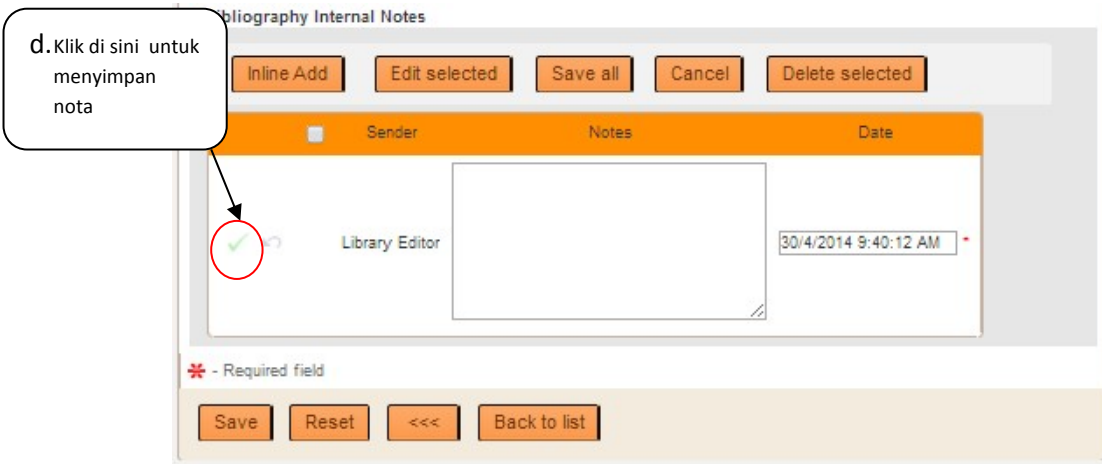 bliography Internal Notes
d.Klik di sini untuk
menyimpan
nota
Inline Add Edit selected Save all Cancel Delete selected
Sender Notes Date
Library Editor 30/4/2014 9:40:12 AM *
* - Required field
Save Reset <<< Back to list